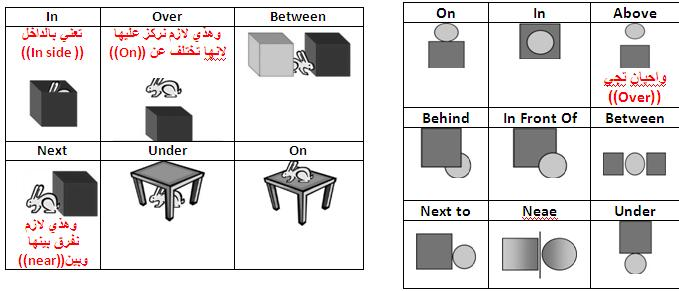 In
Over
Between
تعني بالداخل
((In side ))
وهذي لازم نركز عليها
لانها تختلف عن ((On))
Next
Under
On
وهذي لازم
نفرق بينها
وبين((near))
On
In
Above
واحيان تجي
((Over))
Behind
In Front Of
Between
Next to
Neae
Under